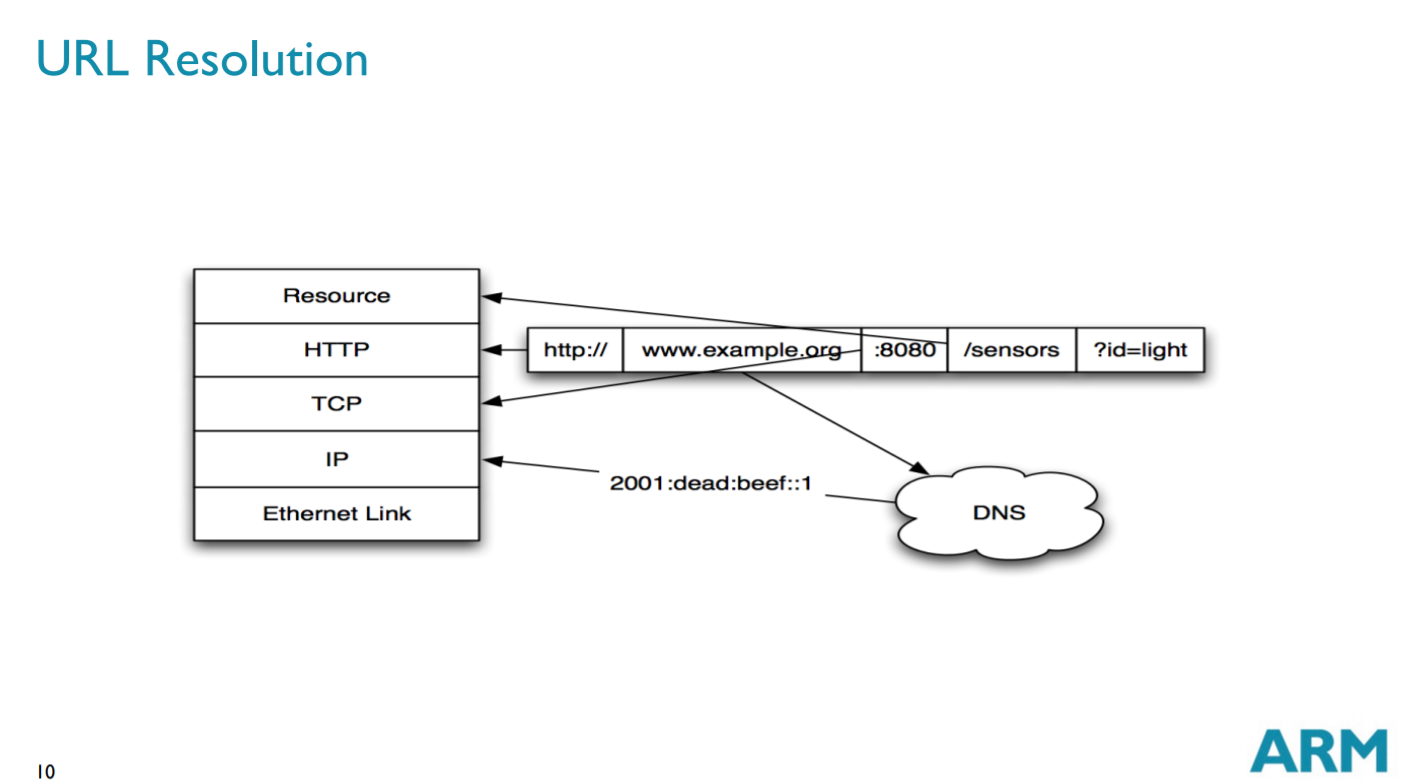 URL Resolution
Resource
HTTP
http://
www.example.org
:8080
/sensors
?id=light
TCP
IP
2001:dead:beef::1
Ethernet Link
DNS
10
ARM